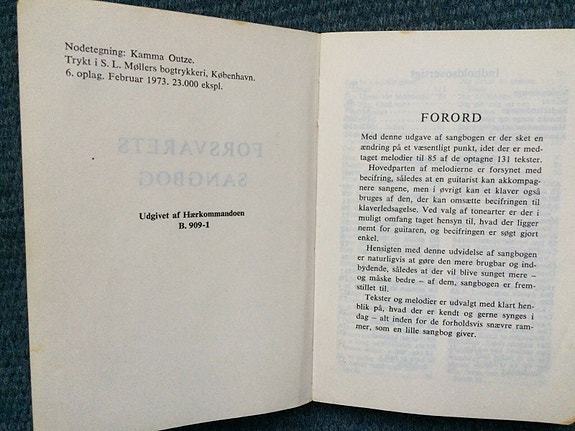 Nodetegning: Kamma Outze.
Trykt i S. L. Møllers bogtrykkeri, København.
6. oplag. Februar 1973. 23.000 ekspl.
FORSVARETS
SANGBOG
Udgivet af Hærkommandoen
B. 909-1
Indholdsoversigt
FORORD
Med denne udgave af sangbogen er der sket en
ændring på et væsentligt punkt, idet der er med-
taget melodier til 85 af de optagne 131 tekster.
Hovedparten af melodierne er forsynet med
becifring, således at en guitarist kan akkompag-
nere sangene, men i øvrigt kan et klaver også
bruges af den, der kan omsætte becifringen til
klaverledsagelse. Ved valg af tonearter er der i
muligt omfang taget hensyn til, hvad der ligger
nemt for guitaren, og becifringen er søgt gjort
enkel.
Hensigten med denne udvidelse af sangbogen
er naturligvis at gøre den mere brugbar og ind-
bydende, således at der vil blive sunget mere –
og måske bedre – af dem, sangbogen er frem-
stillet til.
Tekster og melodier er udvalgt med klart hen-
blik på, hvad der er kendt og gerne synges i
dag – alt inden for de forholdsvis snævre ram-
mer, som en lille sangbog giver.